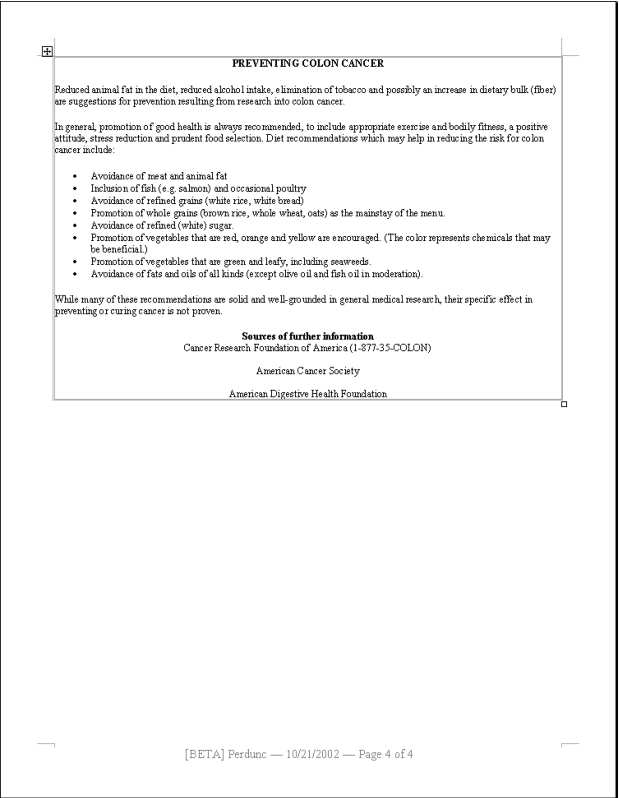 PREVENTING COLON CANCER
Reduced animal fat in the diet, reduced alcohol intake, elimination of tobacco and possibly an increase in dietary bulk (fiber)
are suggestions for prevention resulting from research into colon cancer.
In general, promotion of good health is always recommended, to include appropriate exercise and bodily fitness, a positive
attitude, stress reduction and prudent food selection. Diet recommendations which may help in reducing the risk for colon
cancer include:
• Avoidance of meat and animal fat
• Inclusion of fish (e.g. salmon) and occasional poultry
• Avoidance of refined grains (white rice, white bread)
• Promotion of whole grains (brown rice, whole wheat, oats) as the mainstay of the menu.
• Avoidance of refined (white) sugar.
• Promotion of vegetables that are red, orange and yellow are encouraged. (The color represents chemicals that may
be beneficial.)
• Promotion of vegetables that are green and leafy, including seaweeds.
• Avoidance of fats and oils of all kinds (except olive oil and fish oil in moderation).
While many of these recommendations are solid and well-grounded in general medical research, their specific effect in
preventing or curing cancer is not proven.
Sources of further information
Cancer Research Foundation of America (1-877-35-COLON)
American Cancer Society
American Digestive Health Foundation
[BETA] Perdunc — 10/21/2002 — Page 4 of 4